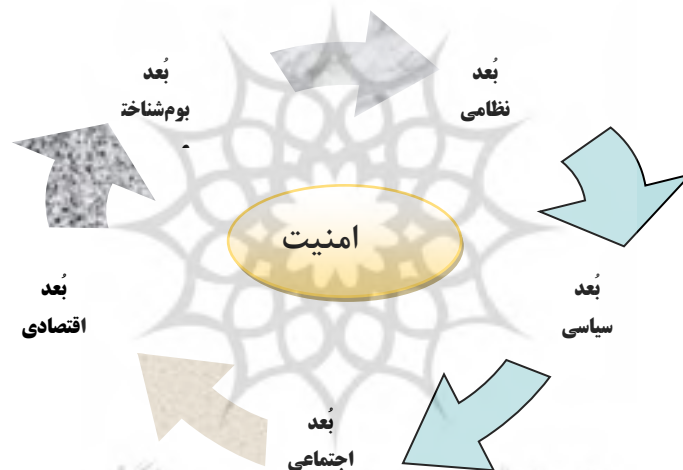 بُعد
نظامی
بُعد
سیاسی
بُعد
اجتماعی
بُعد
اقتصادی
بُعد
بوم‌شناخت
امنیت